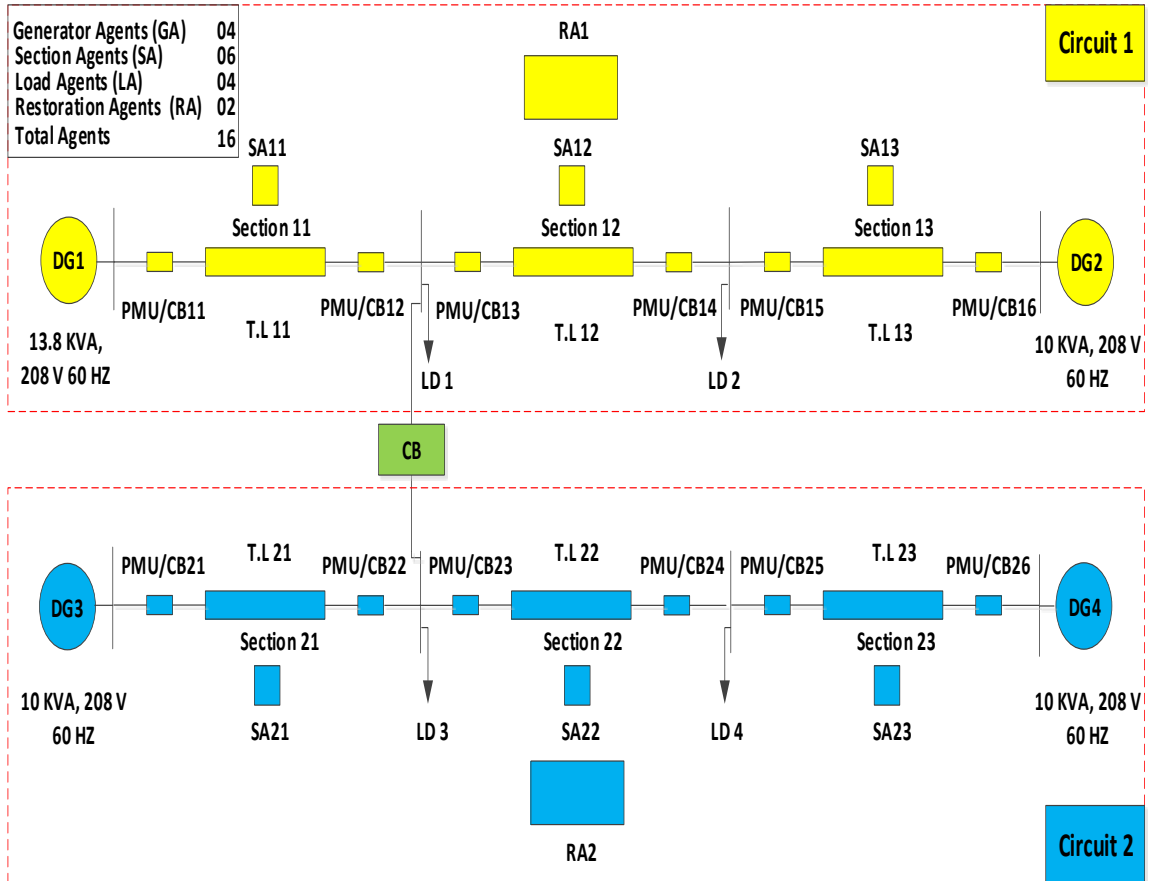 Generator Agents (GA) 04
Section Agents (SA) 06
Load Agents (LA) 04
Restoration Agents (RA) 02
Total Agents 16
RA1
Circuit 1
SA11
SA12
SA13
Section 11
Section 12
Section 13
DG1
DG2
PMU/CB11
PMU/CB12
PMU/CB13
PMU/CB14
PMU/CB15
PMU/CB16
T.L 11
T.L 12
T.L 13
13.8 KVA,
208 V 60 HZ
LD 1
LD 2
10 KVA, 208 V
60 HZ
CB
PMU/CB21
T.L 21
PMU/CB22
PMU/CB23
T.L 22
PMU/CB24
PMU/CB25
T.L 23
PMU/CB26
DG3
DG4
Section 21
Section 22
Section 23
10 KVA, 208 V
60 HZ
SA21
LD 3
SA22
LD 4
SA23
10 KVA, 208 V
60 HZ
RA2
Circuit 2